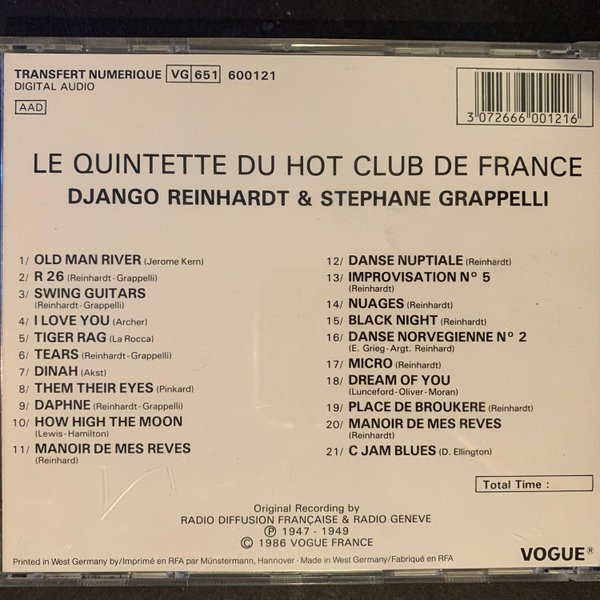 TRANSFERT NUMERIQUE VG 651 600121
DIGITAL AUDIO
AAD
3 072666 001216
LE QUINTETTE DU HOT CLUB DE FRANCE
DJANGO REINHARDT & STEPHANE GRAPPELLI
1/ OLD MAN RIVER (Jerome Kern)
2/ R 26 (Reinhardt-Grappelli)
3/ SWING GUITARS
(Reinhardt-Grappelli)
4/ I LOVE YOU (Archer)
5/ TIGER RAG (La Rocca)
6/ TEARS (Reinhardt-Grappelli)
7/ DINAH (Akst)
8/ THEM THEIR EYES (Pinkard)
9/ DAPHNE (Reinhardt-Grappelli)
10/ HOW HIGH THE MOON
(Lewis-Hamilton)
11/ MANOIR DE MES REVES
(Reinhard)
12/ DANSE NUPTIALE (Reinhardt)
13/ IMPROVISATION Nº 5
(Reinhardt)
14/ NUAGES (Reinhardt)
15/ BLACK NIGHT (Reinhardt)
16/ DANSE NORVEGIENNE Nº 2
(E. Grieg-Argt. Reinhard)
17/ MICRO (Reinhardt)
18/ DREAM OF YOU
(Lunceford-Oliver-Moran)
19/ PLACE DE BROUKERE (Reinhardt)
20/ MANOIR DE MES REVES
(Reinhardt)
21/ C JAM BLUES (D. Ellington)
Total Time :
Original Recording by
RADIO DIFFUSION FRANÇAISE & RADIO GENEVE
℗ 1947 - 1949
© 1986 VOGUE FRANCE
Printed in West Germany by/Imprimé en RFA par Münstermann, Hannover - Made in West Germany/Fabriqué en RFA
VOGUE®